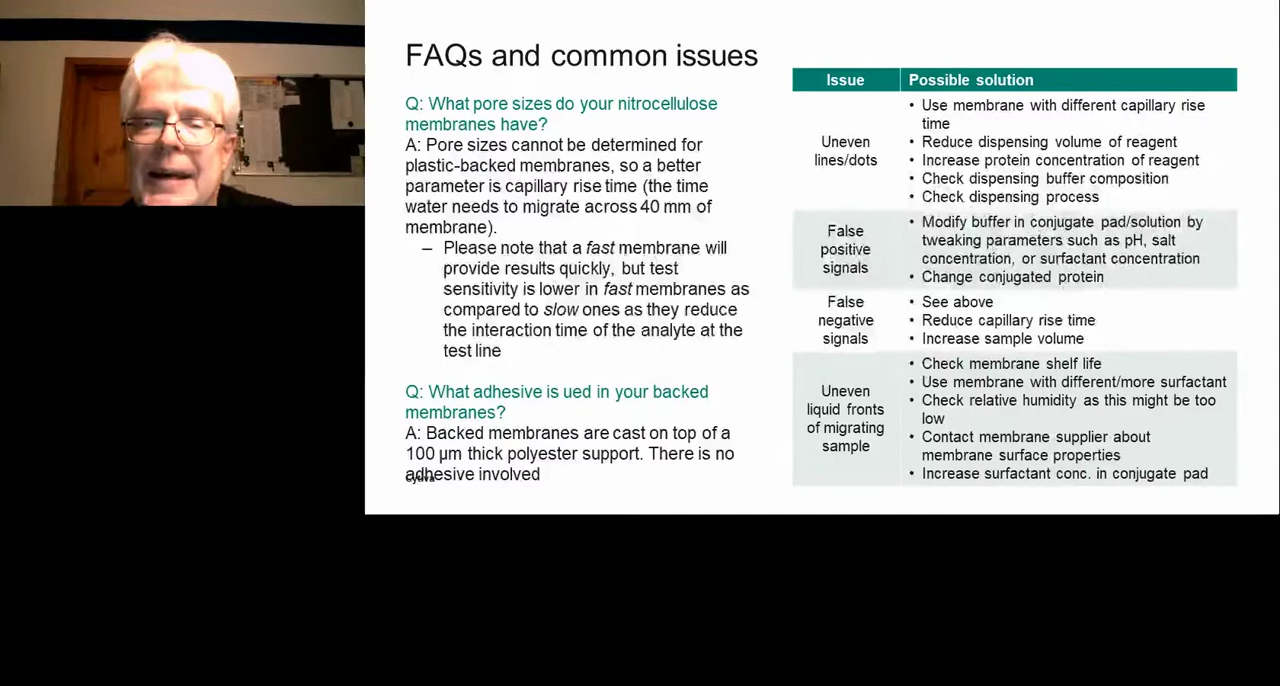 FAQs and common issues
Q: What pore sizes do your nitrocellulose
membranes have?
A: Pore sizes cannot be determined for
plastic-backed membranes, so a better
parameter is capillary rise time (the time
water needs to migrate across 40 mm of
membrane).
– Please note that a fast membrane will
provide results quickly, but test
sensitivity is lower in fast membranes as
compared to slow ones as they reduce
the interaction time of the analyte at the
test line
Q: What adhesive is ued in your backed
membranes?
A: Backed membranes are cast on top of a
100 µm thick polyester support. There is no
adhesive involved
Cytiva
Issue Possible solution
Uneven
lines/dots
• Use membrane with different capillary rise
time
• Reduce dispensing volume of reagent
• Increase protein concentration of reagent
• Check dispensing buffer composition
• Check dispensing process
False
positive
signals
• Modify buffer in conjugate pad/solution by
tweaking parameters such as pH, salt
concentration, or surfactant concentration
• Change conjugated protein
False
negative
signals
• See above
• Reduce capillary rise time
• Increase sample volume
Uneven
liquid fronts
of migrating
sample
• Check membrane shelf life
• Use membrane with different/more surfactant
• Check relative humidity as this might be too
low
• Contact membrane supplier about
membrane surface properties
• Increase surfactant conc. in conjugate pad